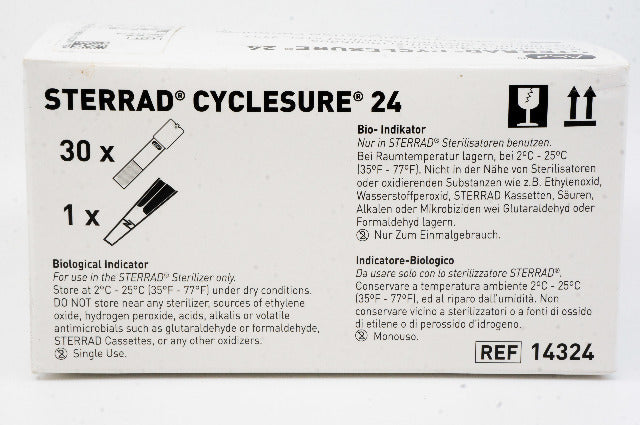 STERRAD® CYCLESURE® 24
30 x
1 x
Biological Indicator
For use in the STERRAD® Sterilizer only.
Store at 2°C - 25°C (35°F - 77°F) under dry conditions.
DO NOT store near any sterilizer, sources of ethylene
oxide, hydrogen peroxide, acids, alkalis or volatile
antimicrobials such as glutaraldehyde or formaldehyde,
STERRAD Cassettes, or any other oxidizers.
Single Use.
Bio- Indikator
Nur in STERRAD® Sterilisatoren benutzen.
Bei Raumtemperatur lagern, bei 2°C - 25°C
(35°F - 77°F). Nicht in der Nähe von Sterilisatoren
oder oxidierenden Substanzen wie z.B. Ethylenoxid,
Wasserstoffperoxid, STERRAD Kassetten, Säuren,
Alkalen oder Mikrobiziden wei Glutaraldehyd oder
Formaldehyd lagern.
Nur Zum Einmalgebrauch.
Indicatore-Biologico
Da usare solo con lo sterilizzatore STERRAD®.
Conservare a temperatura ambiente 2°C - 25°C
(35°F - 77°F), ed al riparo dall'umidità. Non
conservare vicino a sterilizzatori o a fonti di ossido
di etilene o di perossido d'idrogeno.
Monouso.
REF 14324